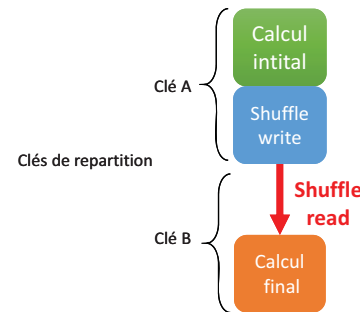 Calcul
intital
Clé A
Shuffle
write
Clés de repartition
Shuffle
read
Clé B
Calcul
final